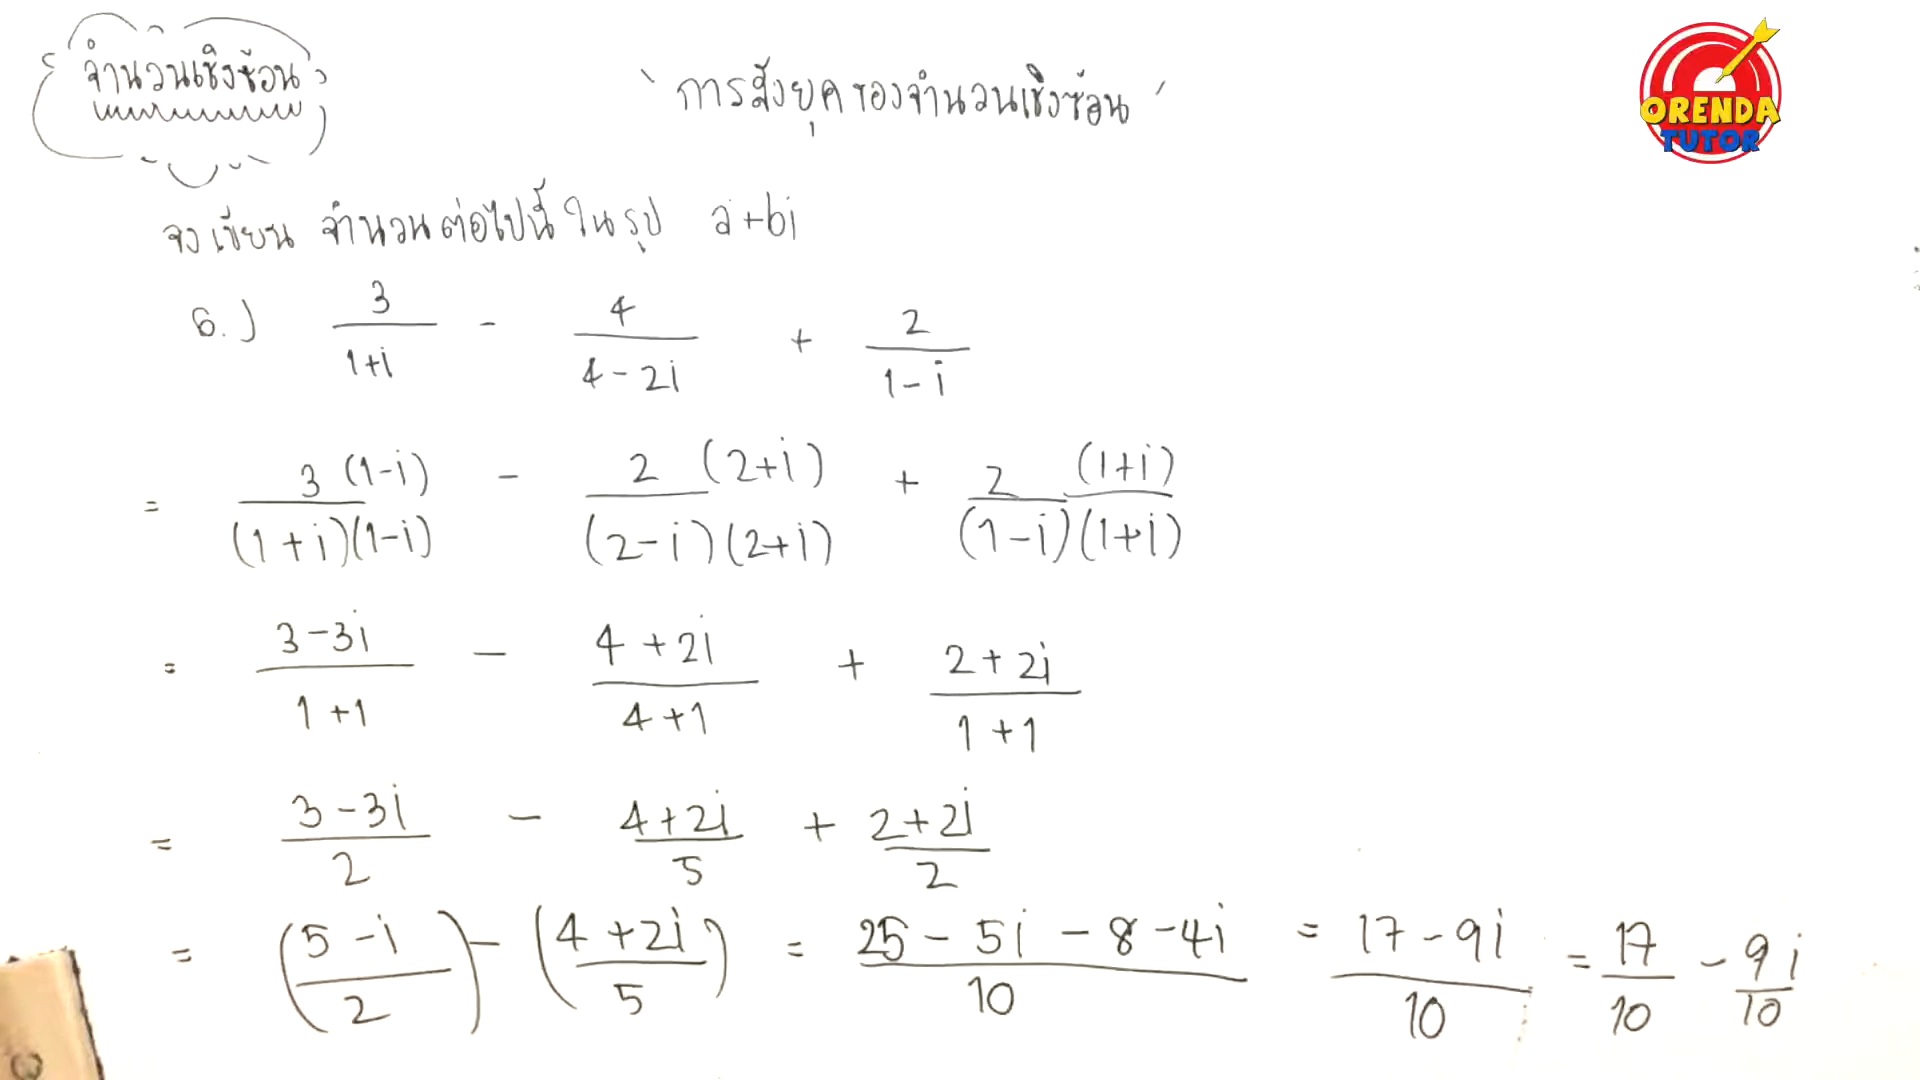 จำนวนเชิงซ้อน
' การสังยุคของจำนวนเชิงซ้อน '
ORENDA
TUTOR
จงเขียน จำนวนต่อไปนี้ ในรูป a+bi
6.) 3/(1+i) - 4/(4-2i) + 2/(1-i)
= 3(1-i)/(1+i)(1-i) - 2(2+i)/(2-i)(2+i) + 2(1+i)/(1-i)(1+i)
= (3-3i)/(1+1) - (4+2i)/(4+1) + (2+2i)/(1+1)
= (3-3i)/2 - (4+2i)/5 + (2+2i)/2
= ((5-i)/2) - ((4+2i)/5) = (25-5i-8-4i)/10 = (17-9i)/10 = 17/10 - 9i/10